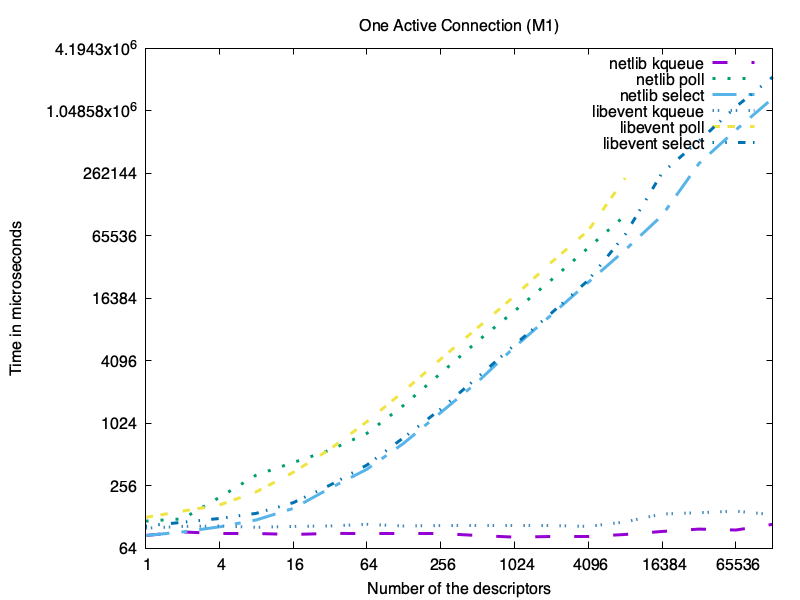 One Active Connection (M1)
4.1943x10^6
1.04858x10^6
262144
65536
16384
4096
1024
256
64
Time in microseconds
netlib kqueue
netlib poll
netlib select
libevent kqueue
libevent poll
libevent select
1 4 16 64 256 1024 4096 16384 65536
Number of the descriptors